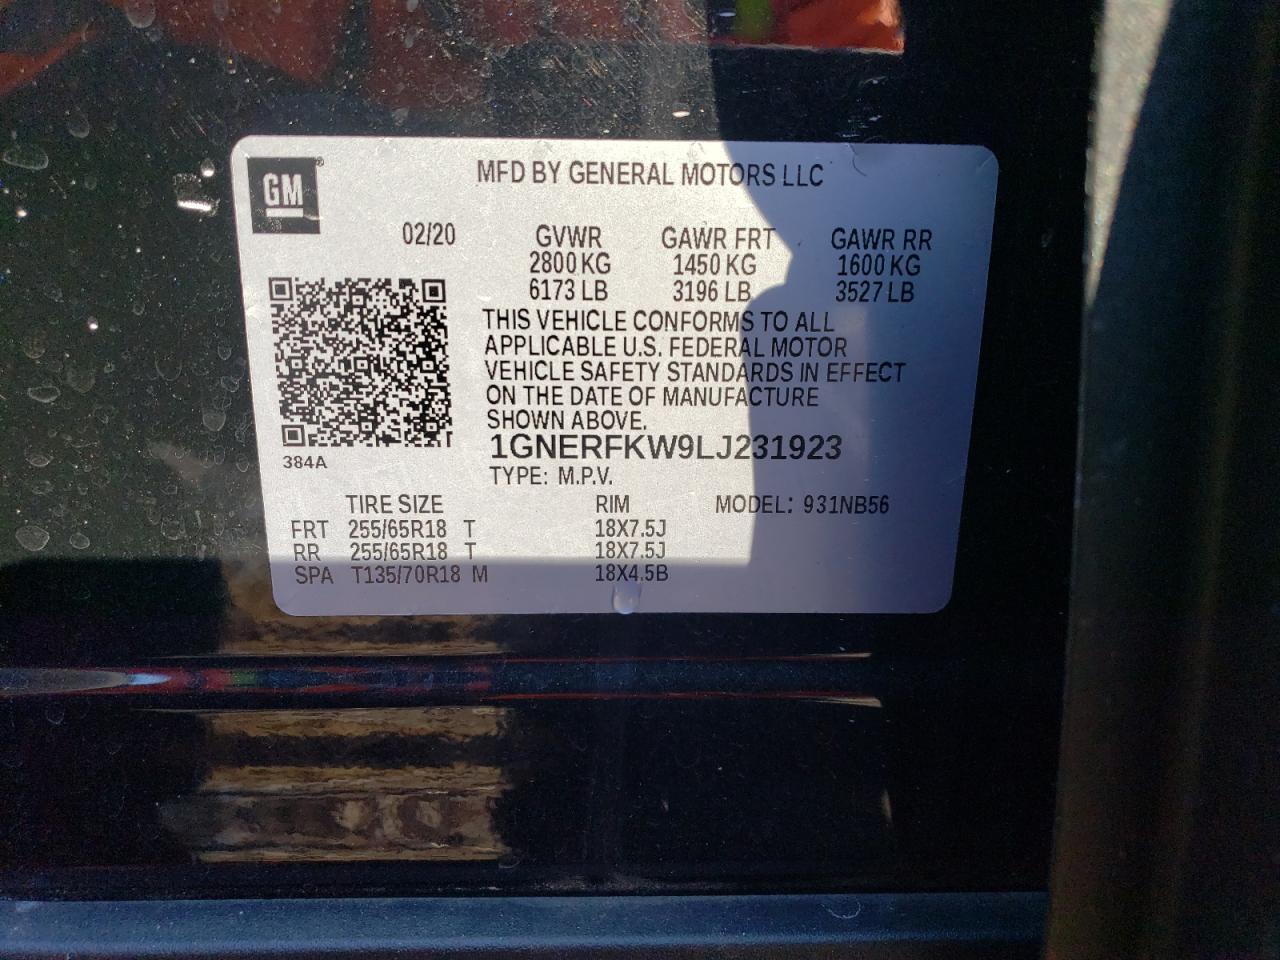 GM
MFD BY GENERAL MOTORS LLC
02/20 GVWR GAWR FRT GAWR RR
2800 KG 1450 KG 1600 KG
6173 LB 3196 LB 3527 LB
THIS VEHICLE CONFORMS TO ALL
APPLICABLE U.S. FEDERAL MOTOR
VEHICLE SAFETY STANDARDS IN EFFECT
ON THE DATE OF MANUFACTURE
SHOWN ABOVE.
1GNERFKW9LJ231923
384A
TYPE: M.P.V.
TIRE SIZE RIM MODEL: 931NB56
FRT 255/65R18 T 18X7.5J
RR 255/65R18 T 18X7.5J
SPA T135/70R18 M 18X4.5B